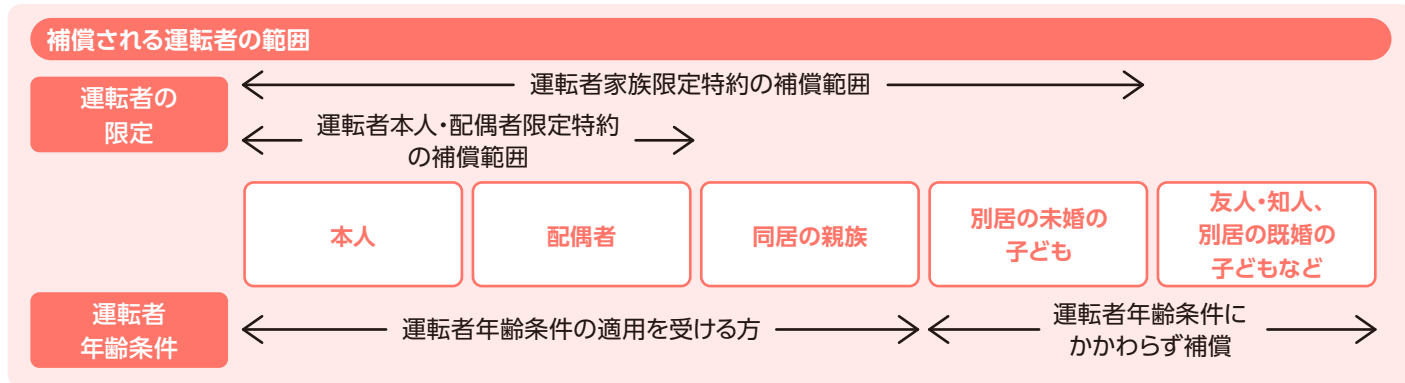 補償される運転者の範囲
運転者の
限定
運転者家族限定特約の補償範囲
運転者本人・配偶者限定特約
の補償範囲
本人
配偶者
同居の親族
別居の未婚の
子ども
友人・知人、
別居の既婚の
子どもなど
運転者
年齢条件
運転者年齢条件の適用を受ける方
運転者年齢条件に
かかわらず補償